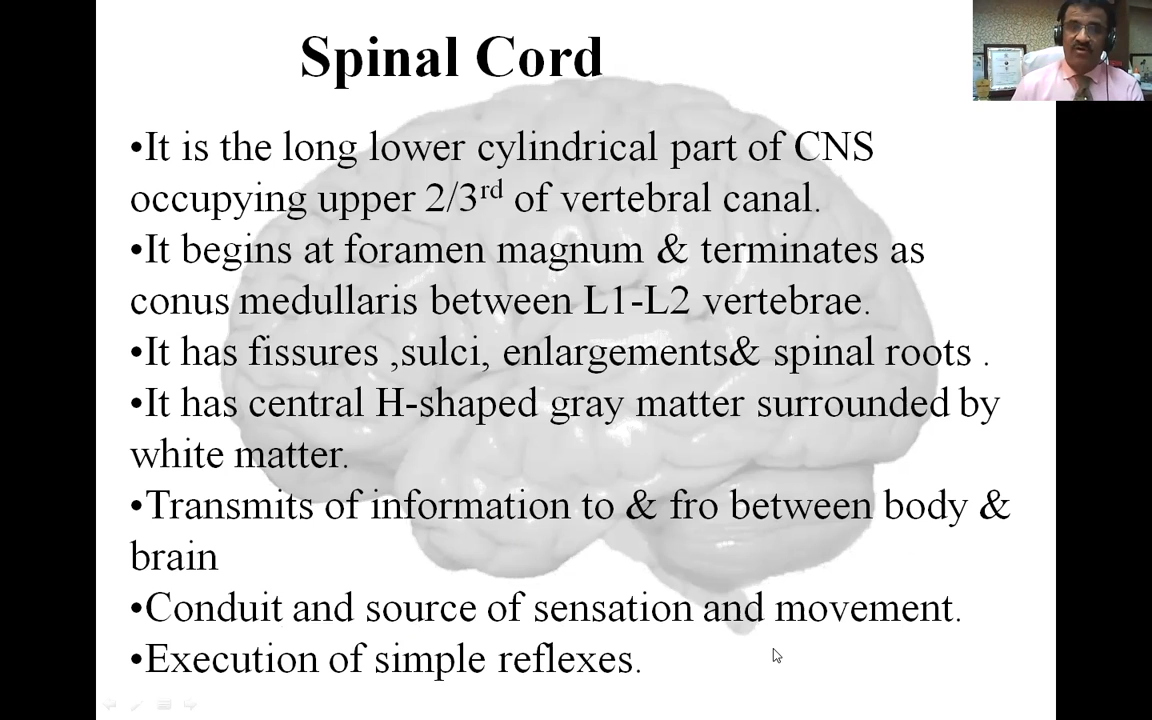 Spinal Cord
•It is the long lower cylindrical part of CNS
occupying upper 2/3rd of vertebral canal.
•It begins at foramen magnum & terminates as
conus medullaris between L1-L2 vertebrae.
•It has fissures ,sulci, enlargements& spinal roots .
•It has central H-shaped gray matter surrounded by
white matter.
•Transmits of information to & fro between body &
brain
•Conduit and source of sensation and movement.
•Execution of simple reflexes.